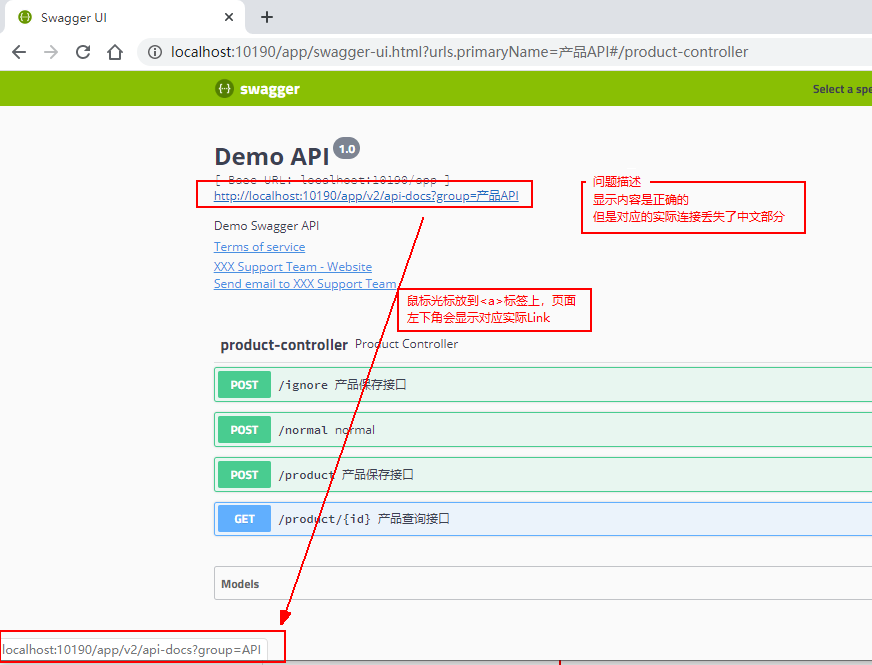 Swagger UI
localhost:10190/app/swagger-ui.html?urls.primaryName=产品API#/product-controller
swagger
Select a spe
Demo API 1.0
[ Base URL: localhost:10190/app ]
http://localhost:10190/app/v2/api-docs?group=产品API
问题描述
显示内容是正确的
但是对应的实际连接丢失了中文部分
Demo Swagger API
Terms of service
XXX Support Team - Website
Send email to XXX Support Team
鼠标光标放到<a>标签上，页面
左下角会显示对应实际Link
product-controller Product Controller
POST /ignore 产品保存接口
POST /normal normal
POST /product 产品保存接口
GET /product/{id} 产品查询接口
Models
localhost:10190/app/v2/api-docs?group=API